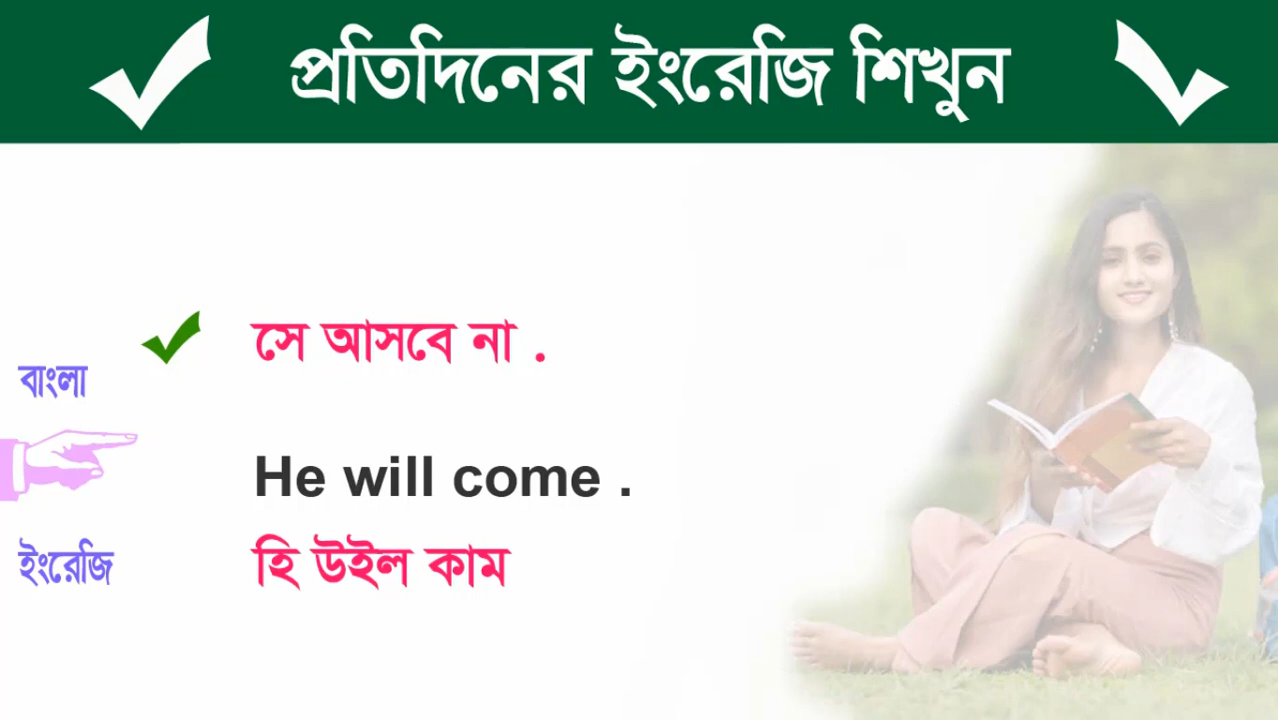 প্রতিদিনের ইংরেজি শিখুন
সে আসবে না .
বাংলা
He will come .
ইংরেজি
হি উইল কাম